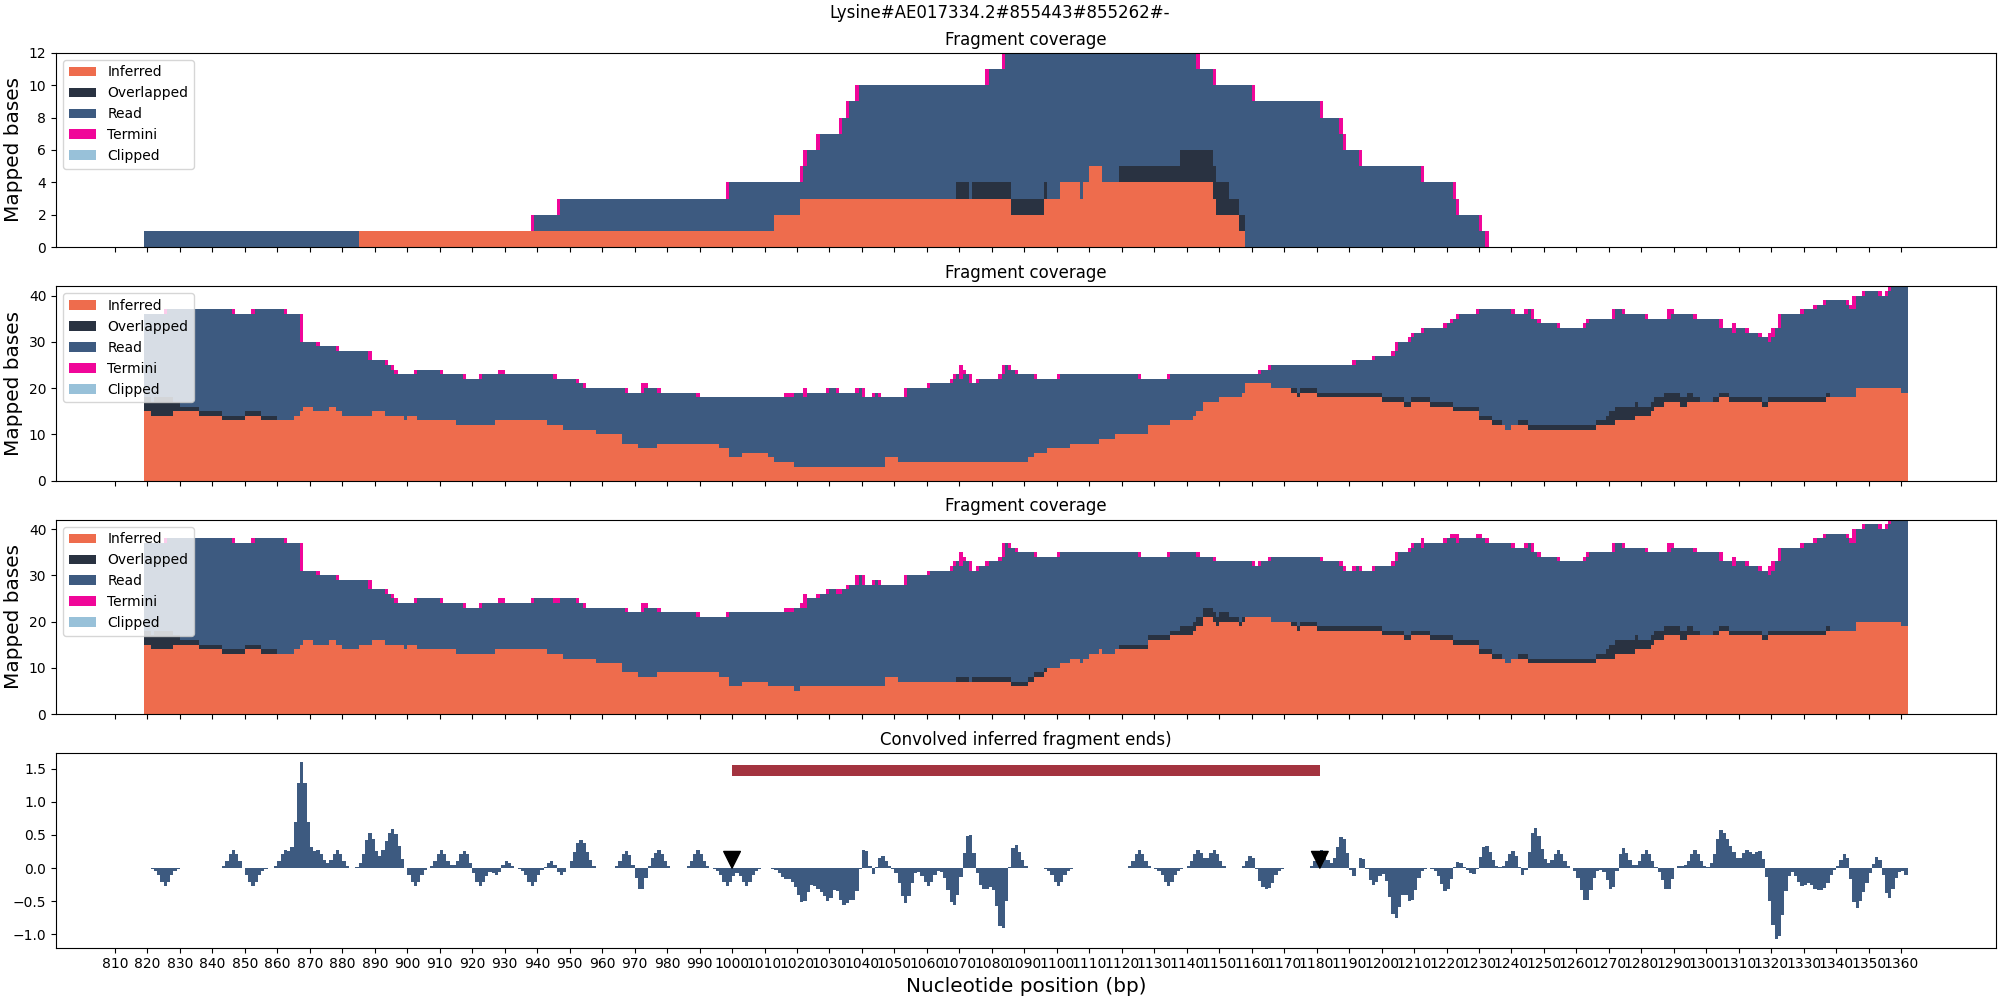 Lysine#AE017334.2#855443#855262#-
Fragment coverage
Mapped bases
12
10
8
6
4
2
0
Inferred
Overlapped
Read
Termini
Clipped
Fragment coverage
Mapped bases
40
30
20
10
0
Inferred
Overlapped
Read
Termini
Clipped
Fragment coverage
Mapped bases
40
30
20
10
0
Inferred
Overlapped
Read
Termini
Clipped
Convolved inferred fragment ends)
1.5
1.0
0.5
0.0
−0.5
−1.0
810 820 830 840 850 860 870 880 890 900 910 920 930 940 950 960 970 980 990 1000 1010 1020 1030 1040 1050 1060 1070 1080 1090 1100 1110 1120 1130 1140 1150 1160 1170 1180 1190 1200 1210 1220 1230 1240 1250 1260 1270 1280 1290 1300 1310 1320 1330 1340 1350 1360
Nucleotide position (bp)